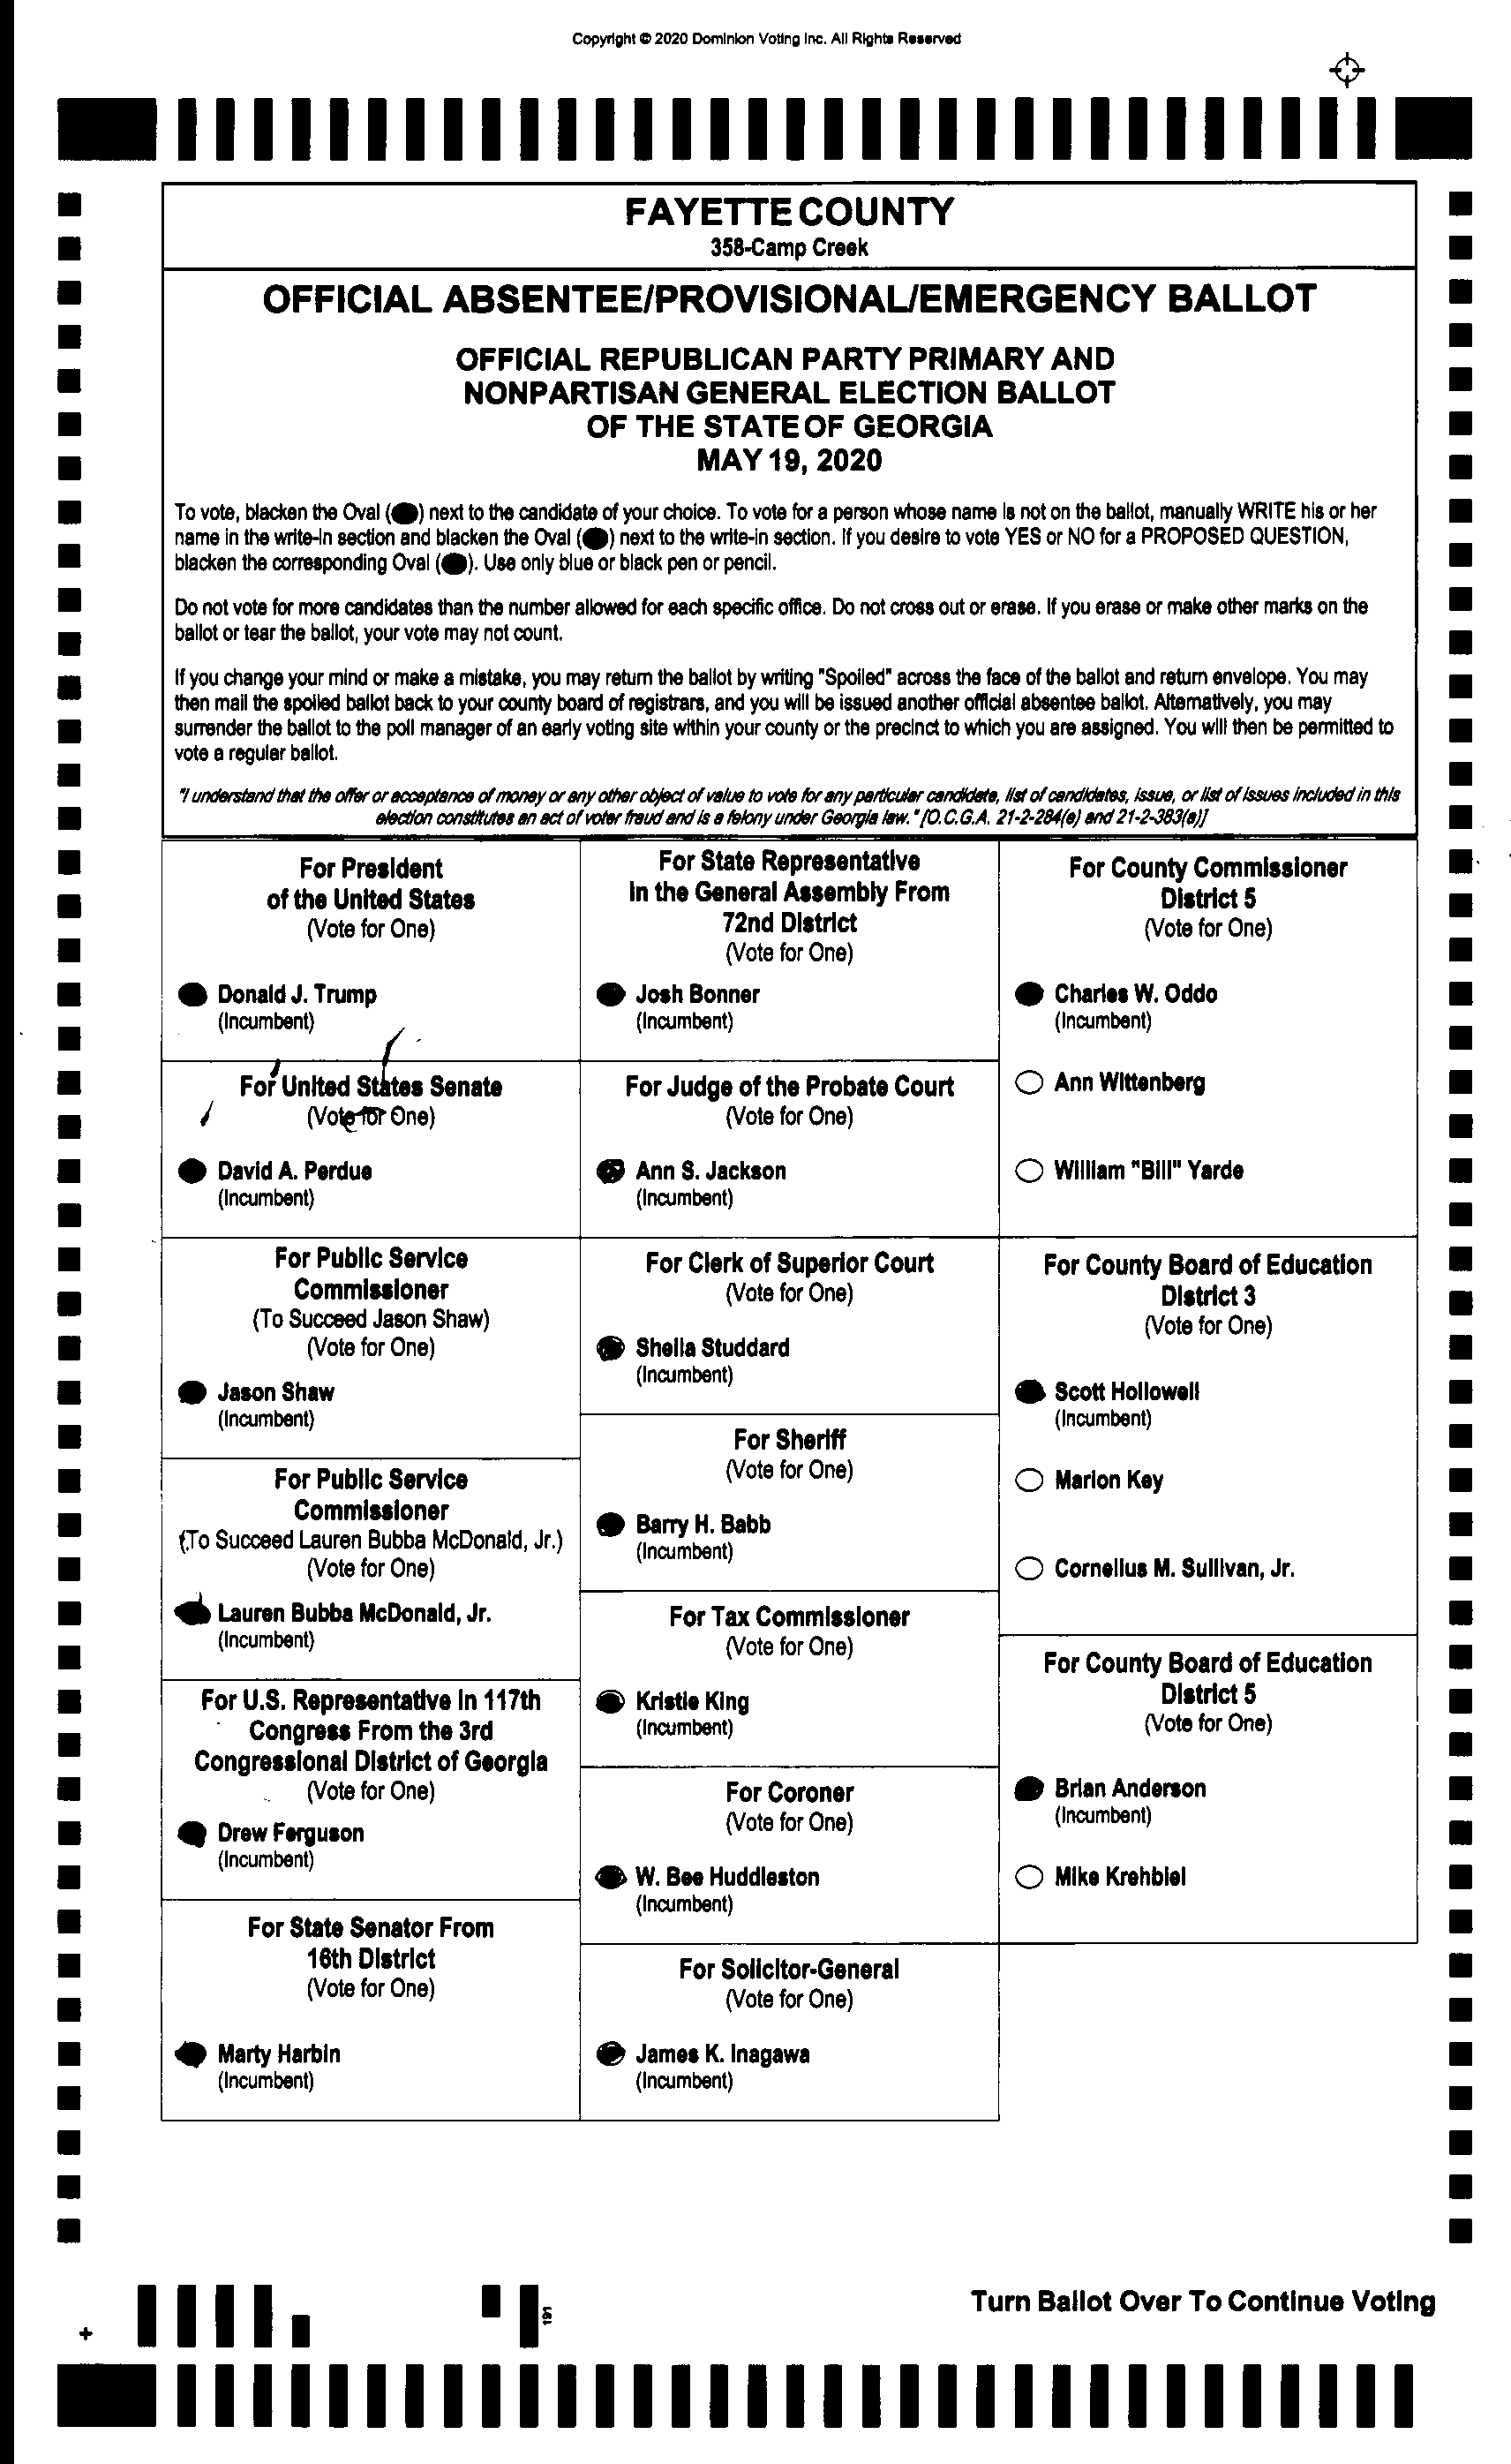 Copyright © 2020 Dominion Voting Inc. All Rights Reserved
FAYETTE COUNTY
358-Camp Creek
OFFICIAL ABSENTEE/PROVISIONAL/EMERGENCY BALLOT
OFFICIAL REPUBLICAN PARTY PRIMARY AND
NONPARTISAN GENERAL ELECTION BALLOT
OF THE STATE OF GEORGIA
MAY 19, 2020
To vote, blacken the Oval ( ) next to the candidate of your choice. To vote for a person whose name is not on the ballot, manually WRITE his or her
name in the write-in section and blacken the Oval ( ) next to the write-in section. If you desire to vote YES or NO for a PROPOSED QUESTION,
blacken the corresponding Oval ( ). Use only blue or black pen or pencil.
Do not vote for more candidates than the number allowed for each specific office. Do not cross out or erase. If you erase or make other marks on the
ballot or tear the ballot, your vote may not count.
If you change your mind or make a mistake, you may return the ballot by writing "Spoiled" across the face of the ballot and return envelope. You may
then mail the spoiled ballot back to your county board of registrars, and you will be issued another official absentee ballot. Alternatively, you may
surrender the ballot to the poll manager of an early voting site within your county or the precinct to which you are assigned. You will then be permitted to
vote a regular ballot.
"I understand that the offer or acceptance of money or any other object of value to vote for any particular candidate, list of candidates, issue, or list of issues included in this
election constitutes an act of voter fraud and is a felony under Georgia law." [O.C.G.A. 21-2-284(e) and 21-2-383(a)]
For President
of the United States
(Vote for One)
Donald J. Trump
(Incumbent)
For United States Senate
(Vote for One)
David A. Perdue
(Incumbent)
For Public Service
Commissioner
(To Succeed Jason Shaw)
(Vote for One)
Jason Shaw
(Incumbent)
For Public Service
Commissioner
(To Succeed Lauren Bubba McDonald, Jr.)
(Vote for One)
Lauren Bubba McDonald, Jr.
(Incumbent)
For U.S. Representative in 117th
Congress From the 3rd
Congressional District of Georgia
(Vote for One)
Drew Ferguson
(Incumbent)
For State Senator From
16th District
(Vote for One)
Marty Harbin
(Incumbent)
For State Representative
In the General Assembly From
72nd District
(Vote for One)
Josh Bonner
(Incumbent)
For Judge of the Probate Court
(Vote for One)
Ann S. Jackson
(Incumbent)
For Clerk of Superior Court
(Vote for One)
Sheila Studdard
(Incumbent)
For Sheriff
(Vote for One)
Barry H. Babb
(Incumbent)
For Tax Commissioner
(Vote for One)
Kristie King
(Incumbent)
For Coroner
(Vote for One)
W. Bee Huddleston
(Incumbent)
For Solicitor-General
(Vote for One)
James K. Inagawa
(Incumbent)
For County Commissioner
District 5
(Vote for One)
Charles W. Oddo
(Incumbent)
Ann Wittenberg
William "Bill" Yarde
For County Board of Education
District 3
(Vote for One)
Scott Hollowell
(Incumbent)
Marion Key
Cornelius M. Sullivan, Jr.
For County Board of Education
District 5
(Vote for One)
Brian Anderson
(Incumbent)
Mike Krehbiel
Turn Ballot Over To Continue Voting
191